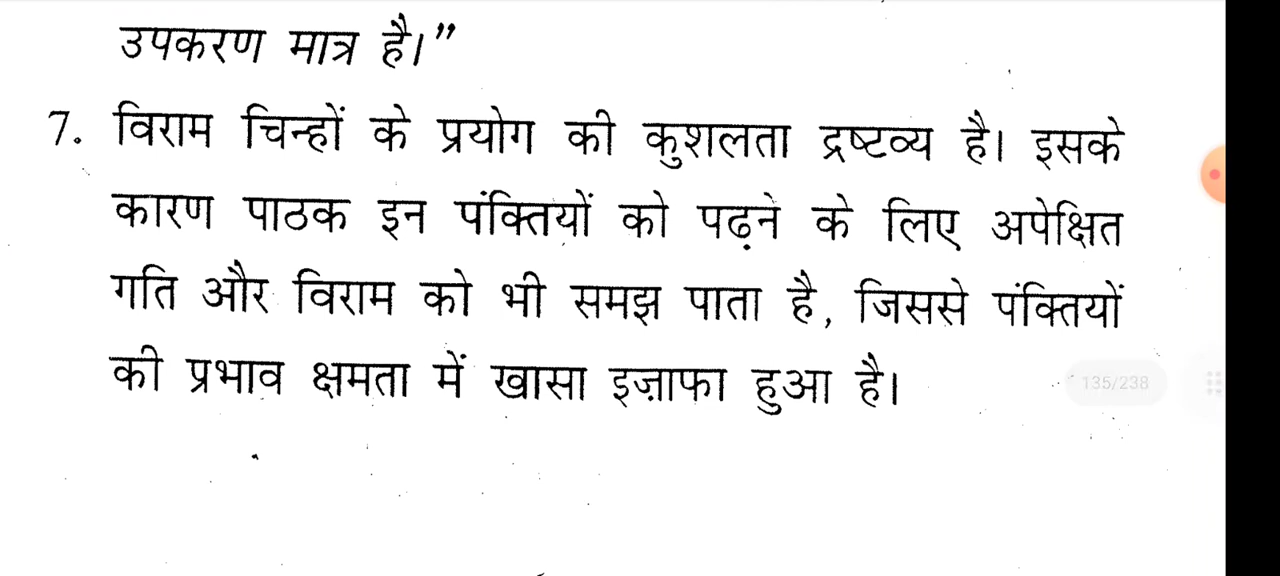 उपकरण मात्र है।”
7. विराम चिन्हों के प्रयोग की कुशलता द्रष्टव्य है। इसके
कारण पाठक इन पंक्तियों को पढ़ने के लिए अपेक्षित
गति और विराम को भी समझ पाता है, जिससे पंक्तियों
की प्रभाव क्षमता में खासा इज़ाफा हुआ है।
135/238